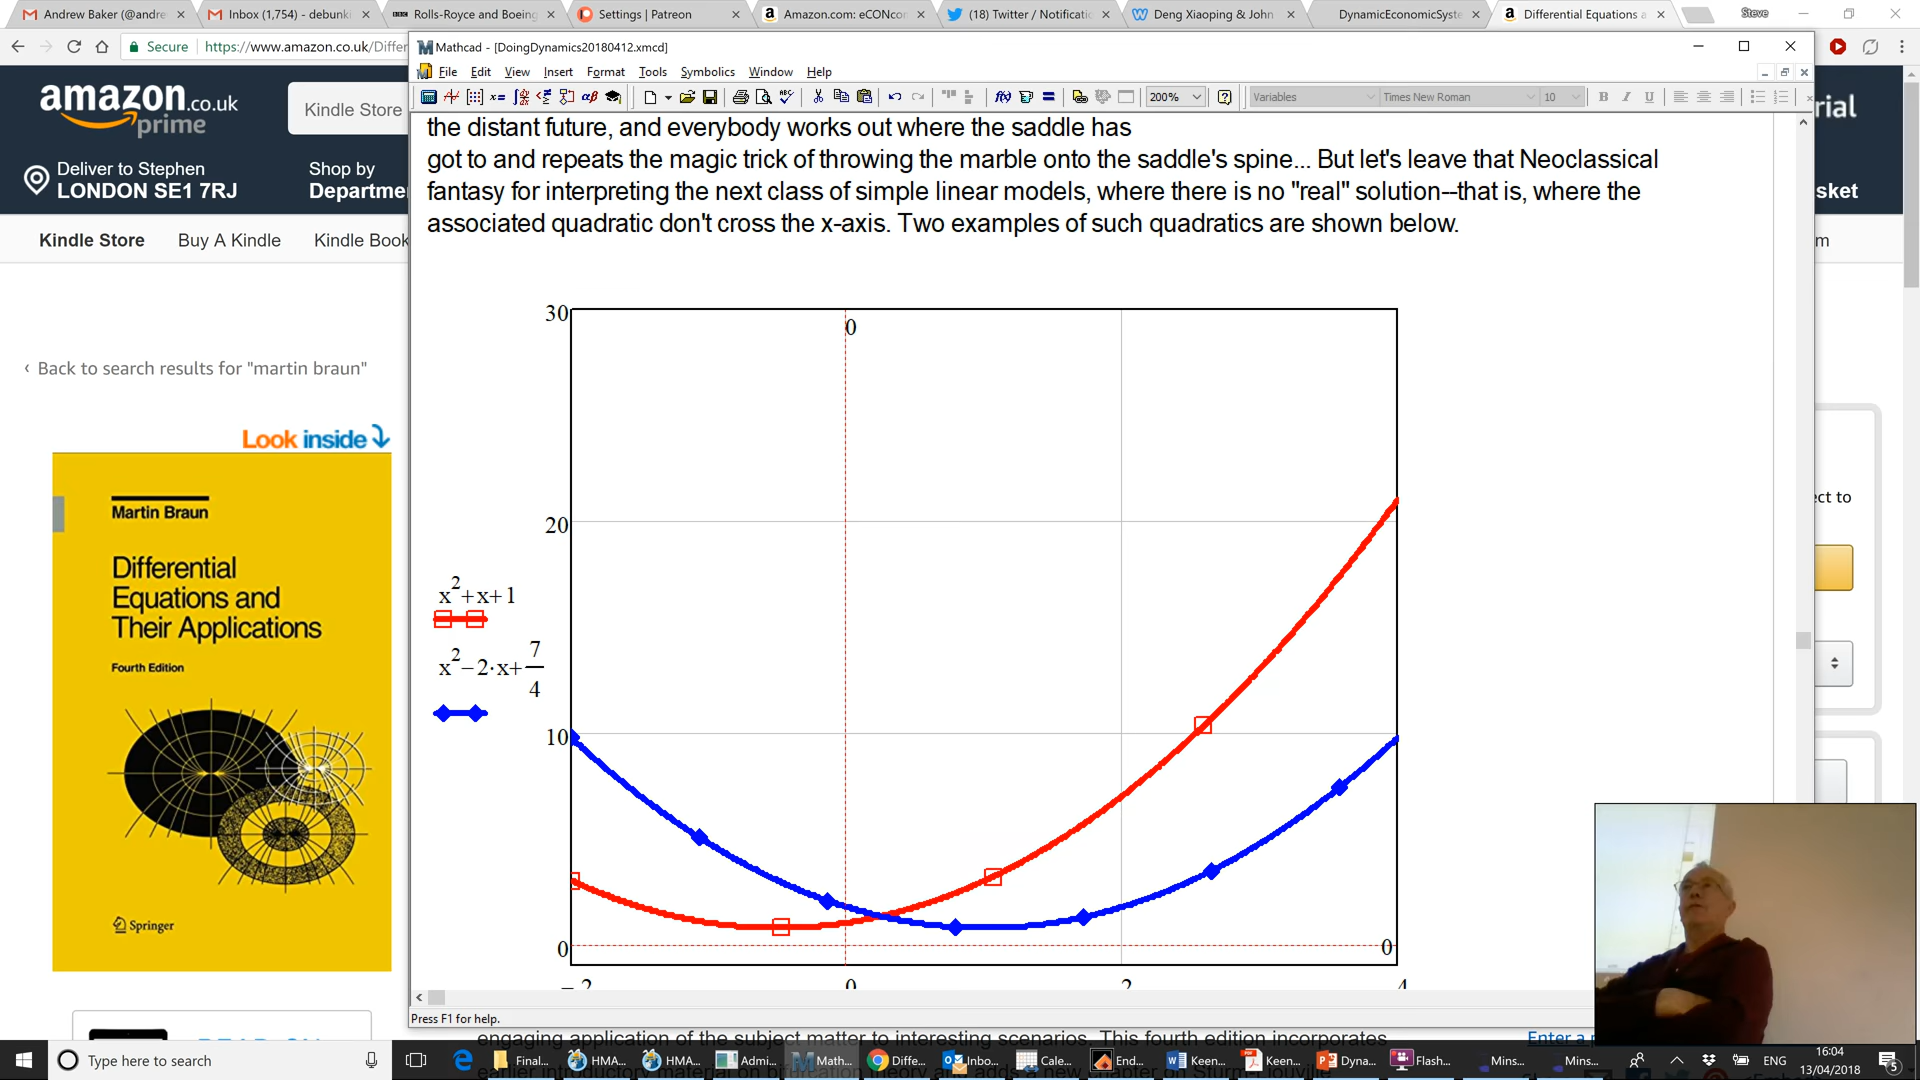 Andrew Baker (@andre
Inbox (1,754) - debunki
Rolls-Royce and Boeing
Settings | Patreon
Amazon.com: eCONcor
(18) Twitter / Notificatio
Deng Xiaoping & John
DynamicEconomicSyste
Differential Equations a
Steve
Secure
https://www.amazon.co.uk/Differ
amazon.co.uk
prime
Kindle Store
Deliver to Stephen
LONDON SE1 7RJ
Shop by
Departme
Kindle Store
Buy A Kindle
Kindle Book
‹ Back to search results for "martin braun"
Look inside
Martin Braun
Differential
Equations and
Their Applications
Fourth Edition
Springer
Mathcad - [DoingDynamics20180412.xmcd]
File Edit View Insert Format Tools Symbolics Window Help
200%
Variables
Times New Roman
10
B I U
the distant future, and everybody works out where the saddle has
got to and repeats the magic trick of throwing the marble onto the saddle's spine... But let's leave that Neoclassical
fantasy for interpreting the next class of simple linear models, where there is no "real" solution--that is, where the
associated quadratic don't cross the x-axis. Two examples of such quadratics are shown below.
30
20
10
0
0
0
x²+x+1
x²−2·x+7/4
−2
0
2
4
Press F1 for help.
rial
sket
m
ect to
engaging application of the subject matter to interesting scenarios. This fourth edition incorporates
Enter a
Type here to search
Final...
HMA...
HMA...
Admi...
Math...
Diffe...
Inbo...
Cale...
End...
Keen...
Keen...
Dyna...
Flash...
Mins...
Mins...
ENG
16:04
13/04/2018
5